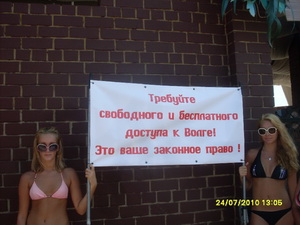 Требуйте
свободного и бесплатного
доступа к Волге!
Это ваше законное право !
24/07/2010 13:05